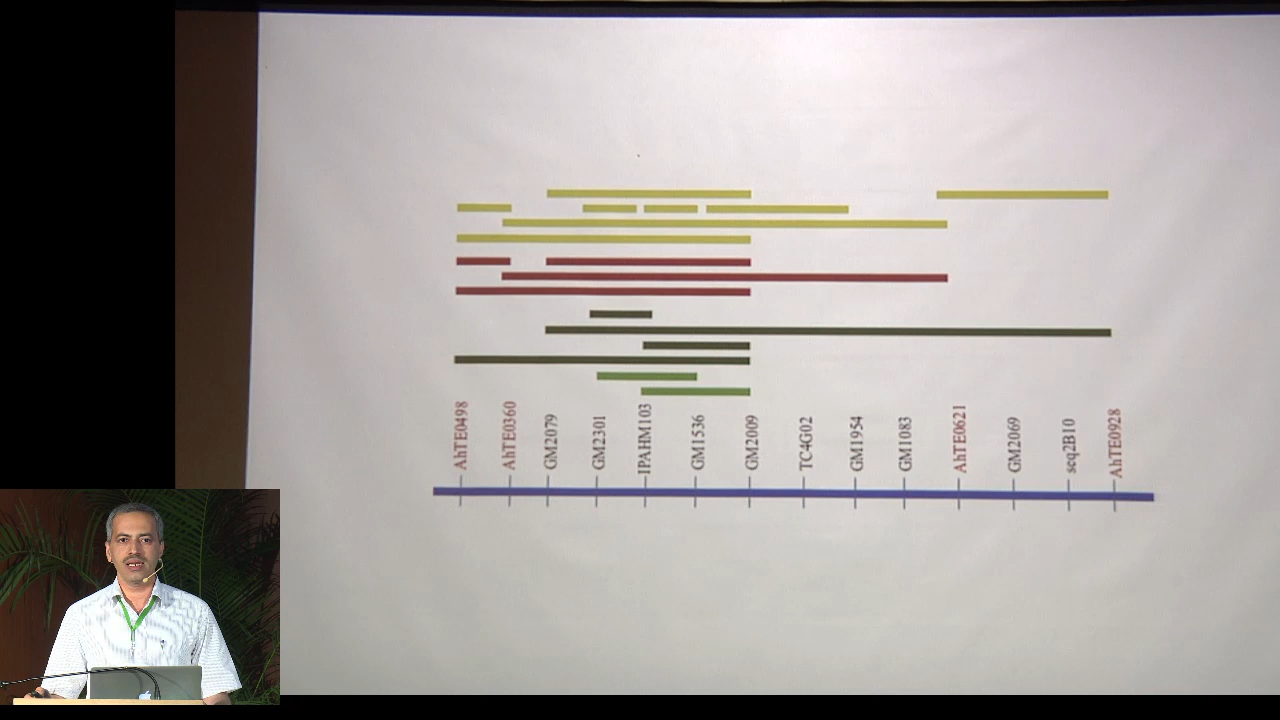 AhTE0498
AhTE0360
GM2079
GM2301
IPAHM103
GM1536
GM2009
TC4G02
GM1954
GM1083
AhTE0621
GM2069
seq2B10
AhTE0928